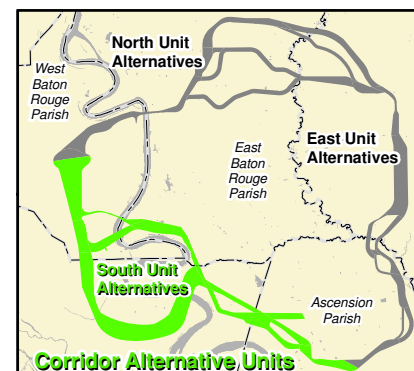 North Unit
Alternatives
West
Baton
Rouge
Parish
East
Baton
Rouge
Parish
East Unit
Alternatives
South Unit
Alternatives
Ascension
Parish
Corridor Alternative Units